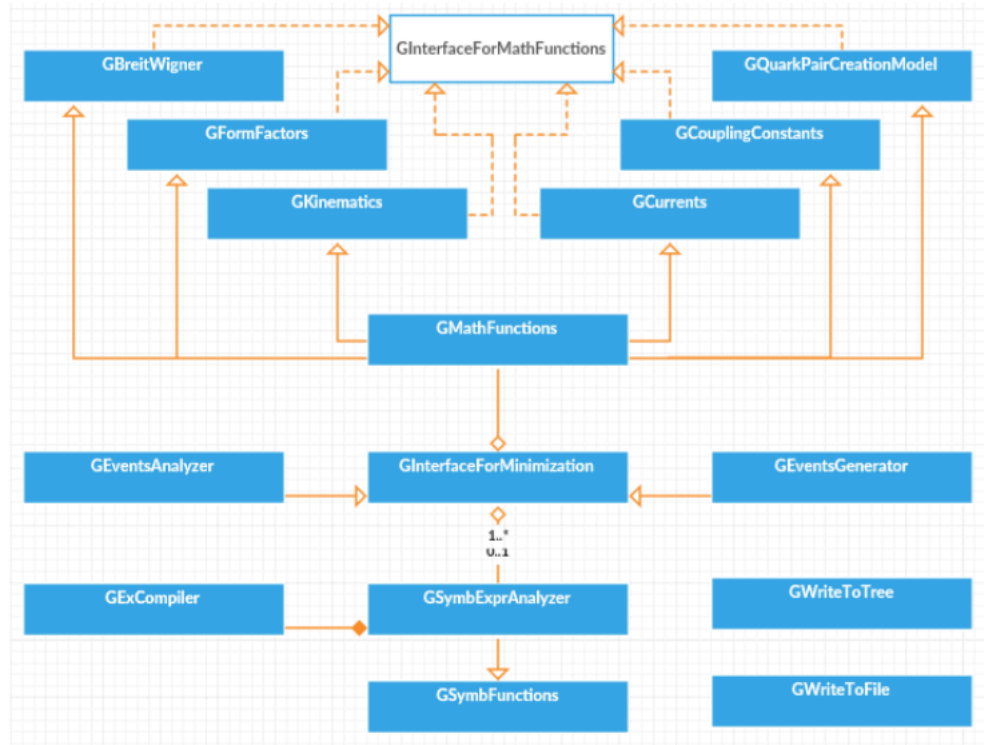 GInterfaceForMathFunctions
GBreitWigner
GQuarkPairCreationModel
GFormFactors
GCouplingConstants
GKinematics
GCurrents
GMathFunctions
GEventsAnalyzer
GInterfaceForMinimization
GEventsGenerator
1..*
0..1
GExCompiler
GSymbExprAnalyzer
GWriteToTree
GSymbFunctions
GWriteToFile